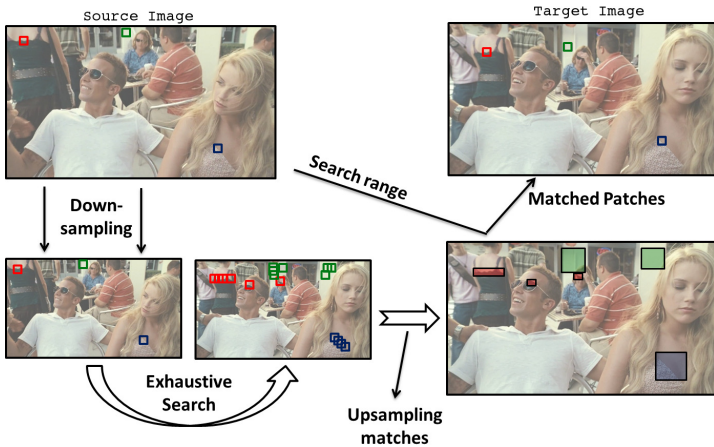 Source Image
Target Image
Search range
Down-
sampling
Matched Patches
Exhaustive
Search
Upsampling
matches